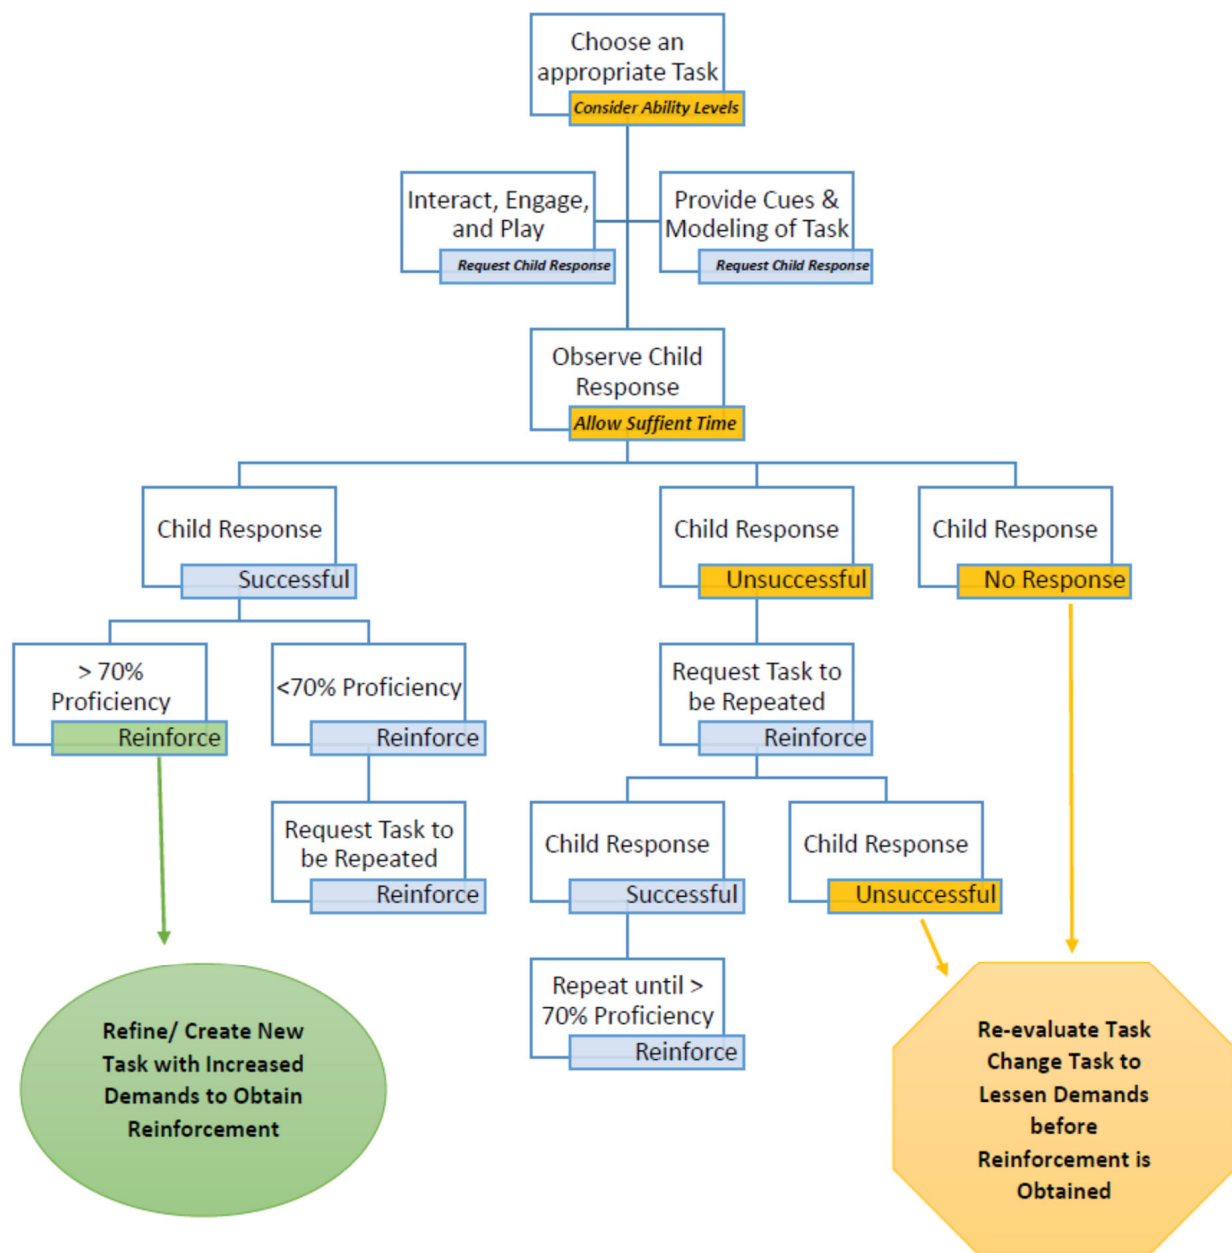 Choose an
appropriate Task
Consider Ability Levels
Interact, Engage,
and Play
Request Child Response
Provide Cues &
Modeling of Task
Request Child Response
Observe Child
Response
Allow Suffient Time
Child Response
Successful
Child Response
Unsuccessful
Child Response
No Response
> 70%
Proficiency
Reinforce
<70% Proficiency
Reinforce
Request Task to
be Repeated
Reinforce
Request Task to
be Repeated
Reinforce
Child Response
Successful
Child Response
Unsuccessful
Repeat until >
70% Proficiency
Reinforce
Refine/ Create New
Task with Increased
Demands to Obtain
Reinforcement
Re-evaluate Task
Change Task to
Lessen Demands
before
Reinforcement is
Obtained